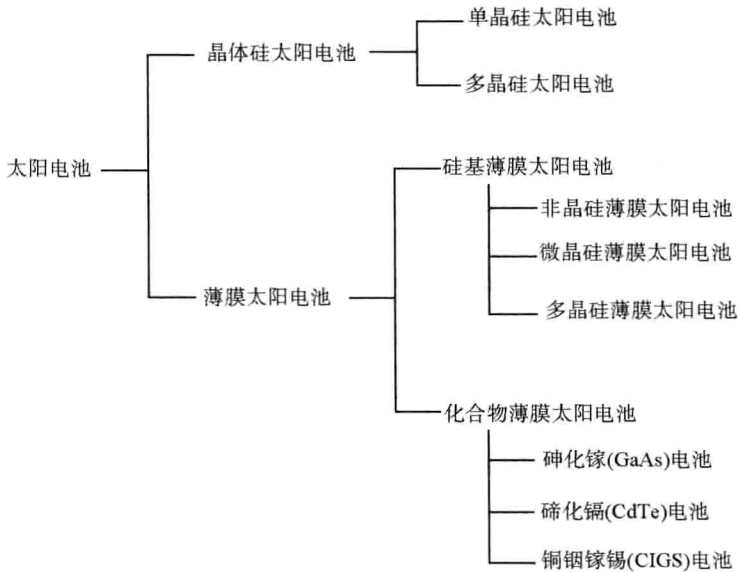 单晶硅太阳电池
晶体硅太阳电池
多晶硅太阳电池
太阳电池
硅基薄膜太阳电池
非晶硅薄膜太阳电池
微晶硅薄膜太阳电池
薄膜太阳电池
多晶硅薄膜太阳电池
化合物薄膜太阳电池
砷化镓(GaAs)电池
碲化镉(CdTe)电池
铜铟镓锡(CIGS)电池